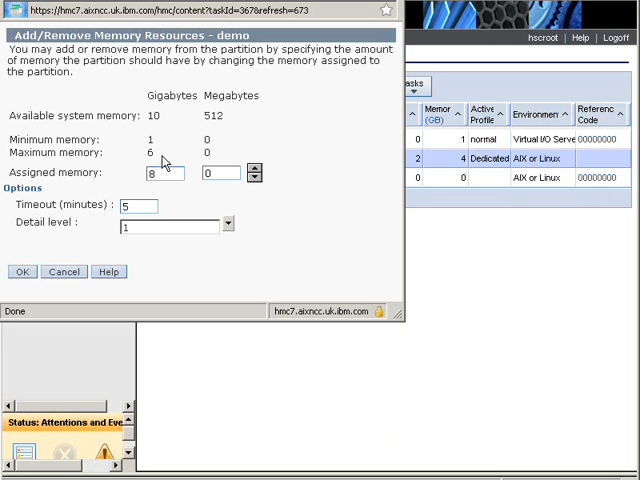 https://hmc7.aixncc.uk.ibm.com/hmc/content?taskId=367&refresh=673
Add/Remove Memory Resources - demo
You may add or remove memory from the partition by specifying the amount
of memory the partition should have by changing the memory assigned to
the partition.
Gigabytes Megabytes
Available system memory: 10 512
Minimum memory: 1 0
Maximum memory: 6 0
Assigned memory: 8 0
Options
Timeout (minutes) : 5
Detail level : 1
OK Cancel Help
Done hmc7.aixncc.uk.ibm.com
hscroot | Help | Logoff
asks
Memor (GB) Active Profile Environmen Referenc Code
0 1 normal Virtual I/O Serve 00000000
2 4 Dedicated AIX or Linux
0 0 AIX or Linux 00000000
Status: Attentions and Eve